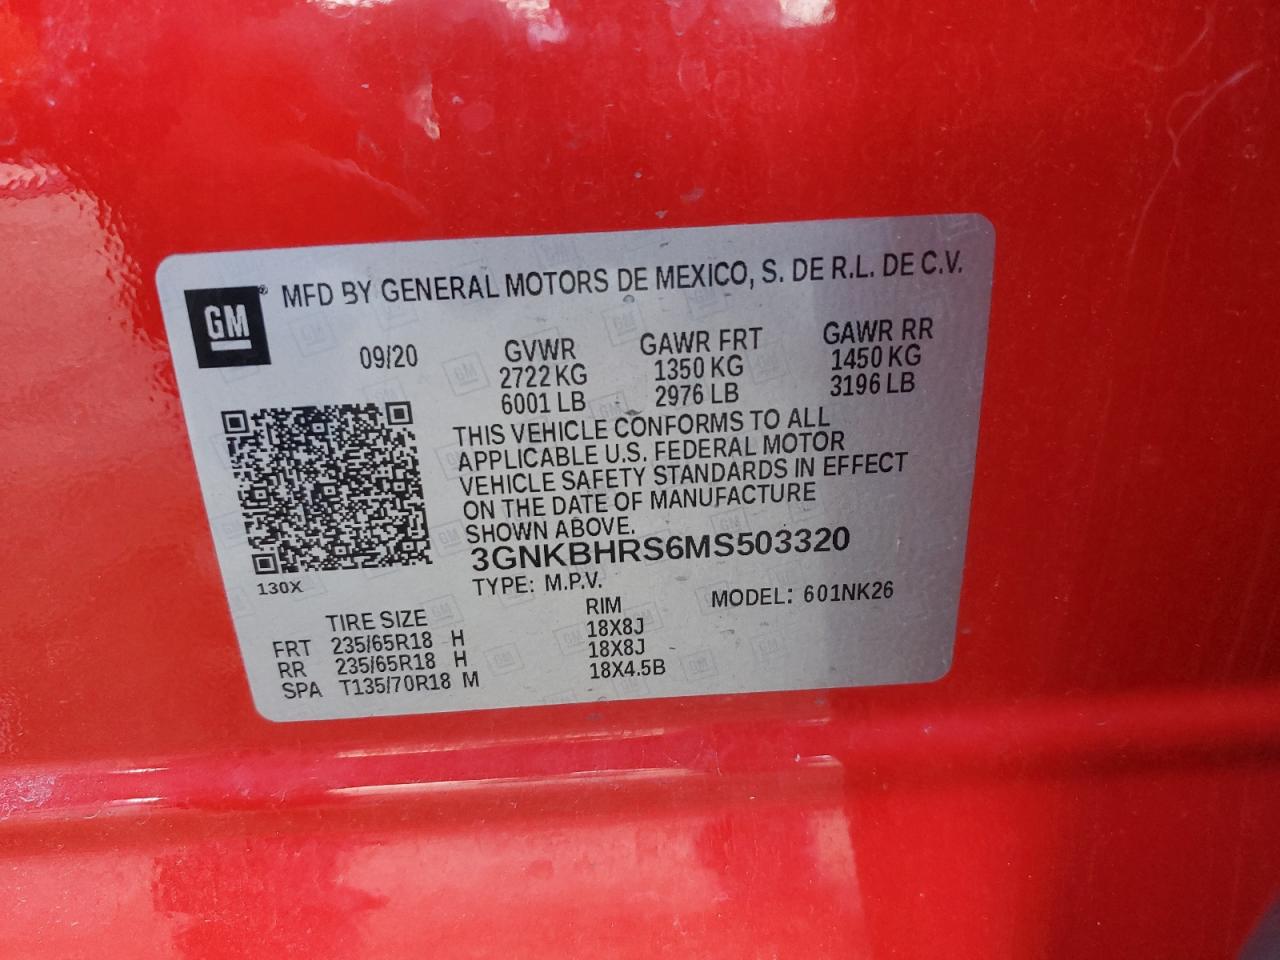 GM ® MFD BY GENERAL MOTORS DE MEXICO, S. DE R.L. DE C.V.
09/20 GVWR GAWR FRT GAWR RR
2722 KG 1350 KG 1450 KG
6001 LB 2976 LB 3196 LB
THIS VEHICLE CONFORMS TO ALL
APPLICABLE U.S. FEDERAL MOTOR
VEHICLE SAFETY STANDARDS IN EFFECT
ON THE DATE OF MANUFACTURE
SHOWN ABOVE.
3GNKBHRS6MS503320
130X
TYPE: M.P.V. MODEL: 601NK26
TIRE SIZE RIM
FRT 235/65R18 H 18X8J
RR 235/65R18 H 18X8J
SPA T135/70R18 M 18X4.5B